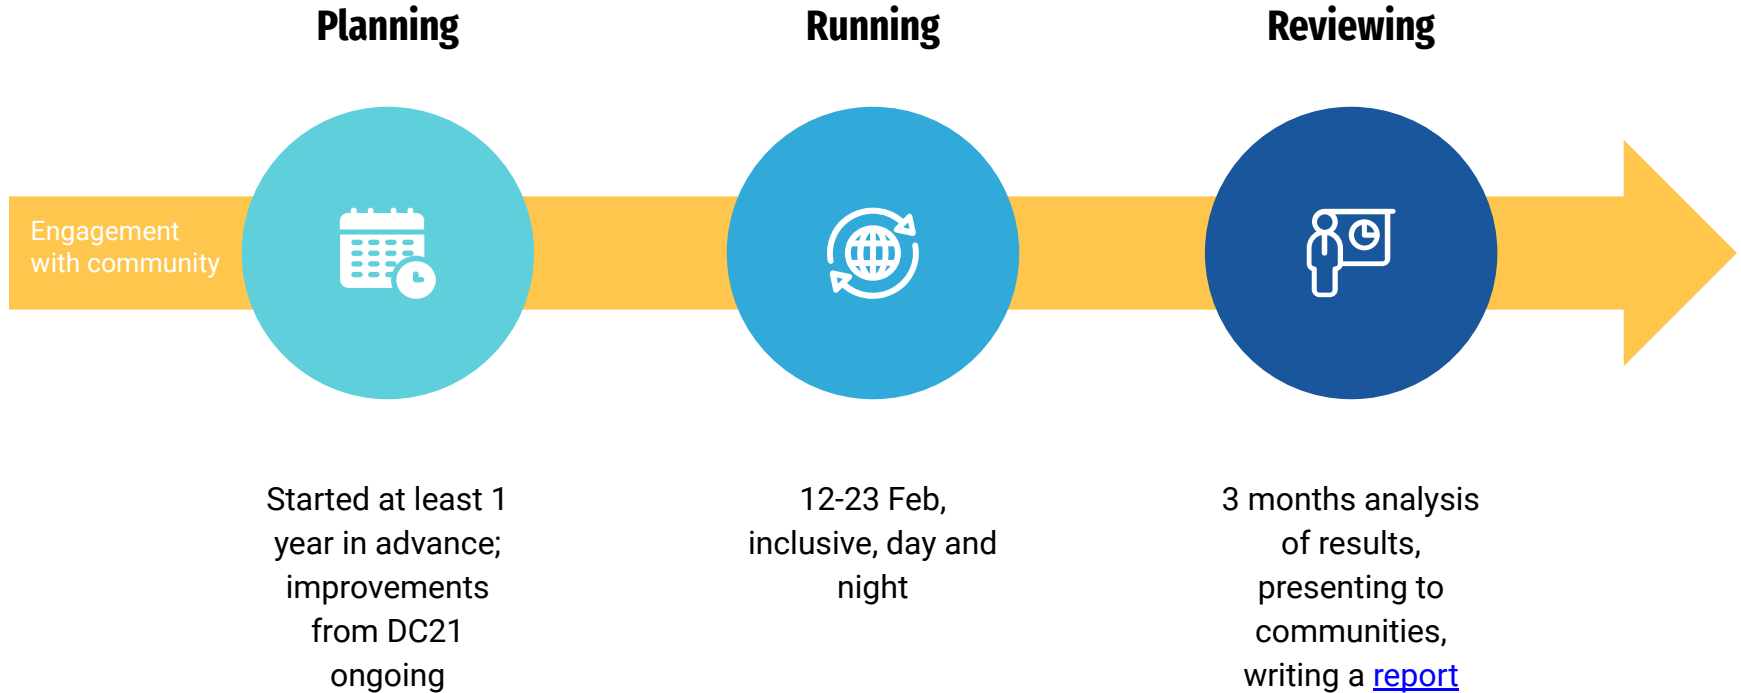 Planning
Running
Reviewing
Engagement
with community
Started at least 1
year in advance;
improvements
from DC21
ongoing
12-23 Feb,
inclusive, day and
night
3 months analysis
of results,
presenting to
communities,
writing a report